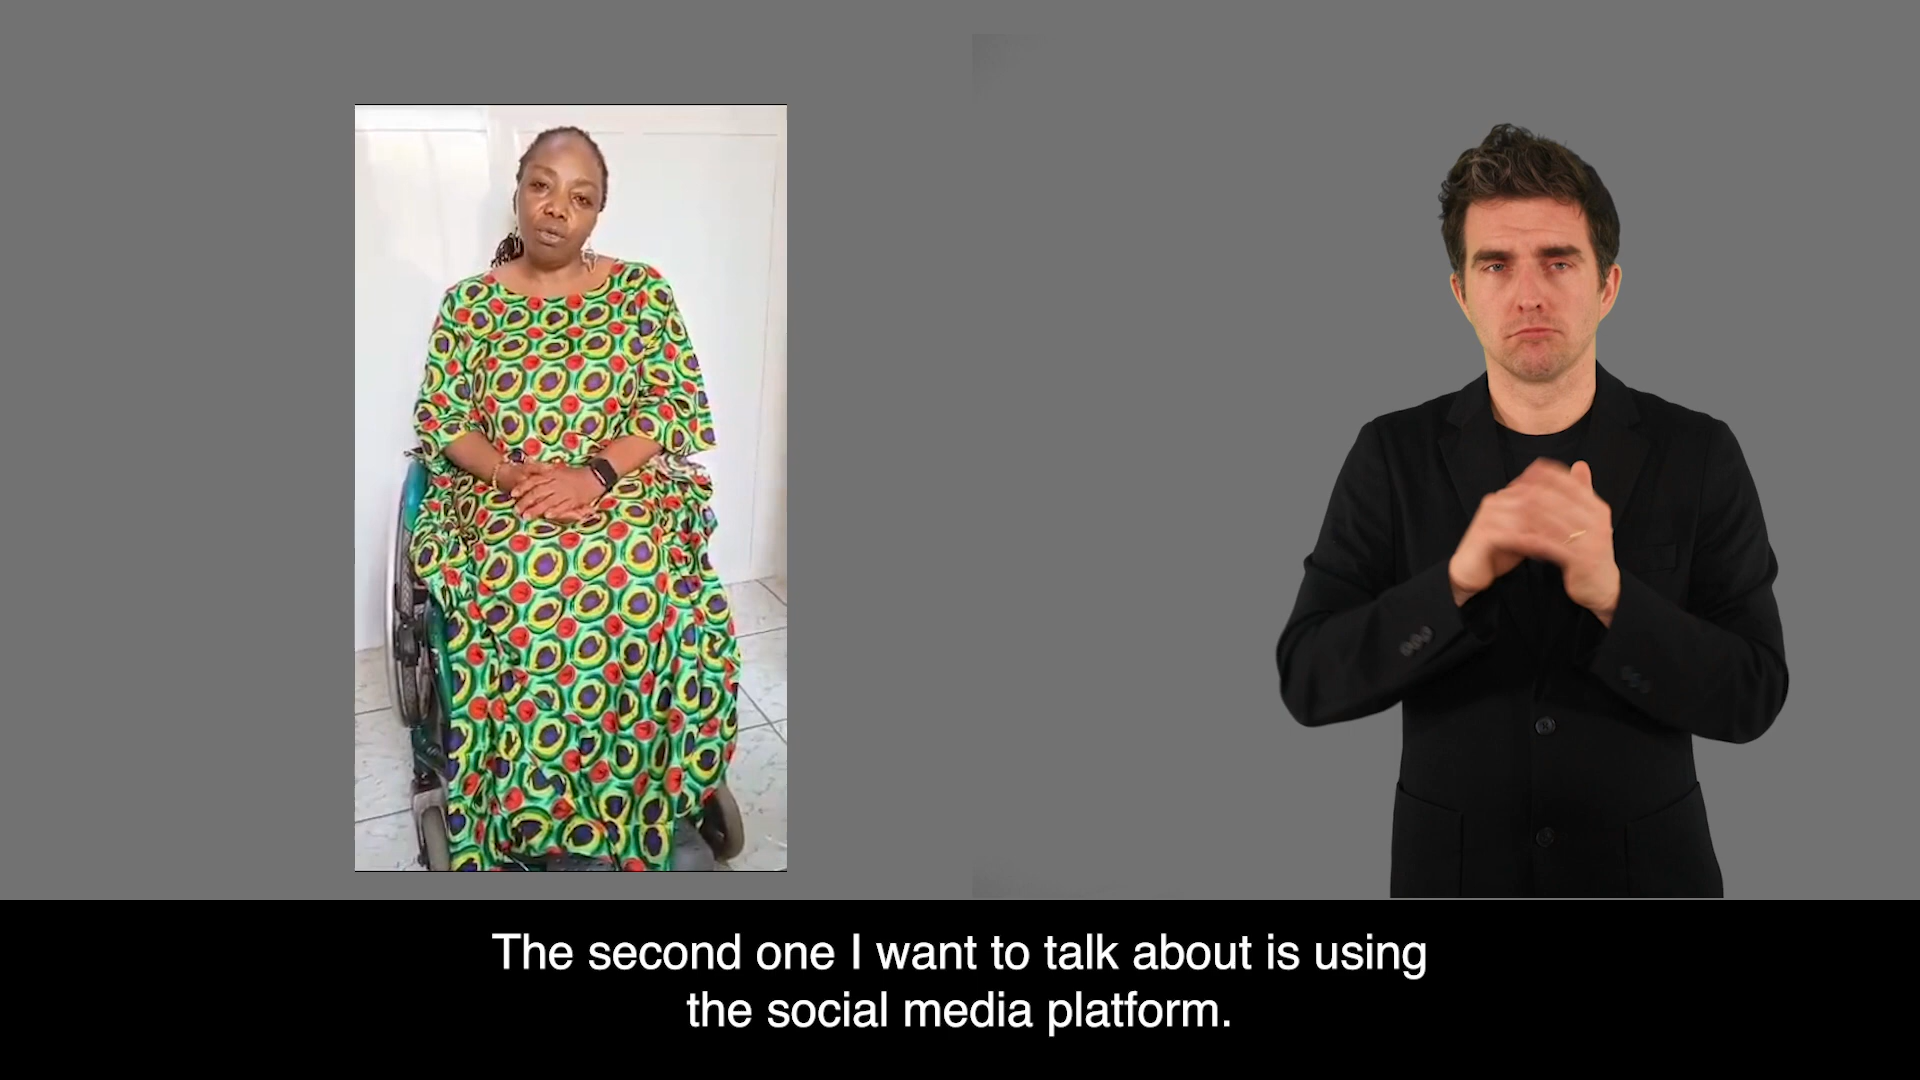 The second one I want to talk about is using
the social media platform.